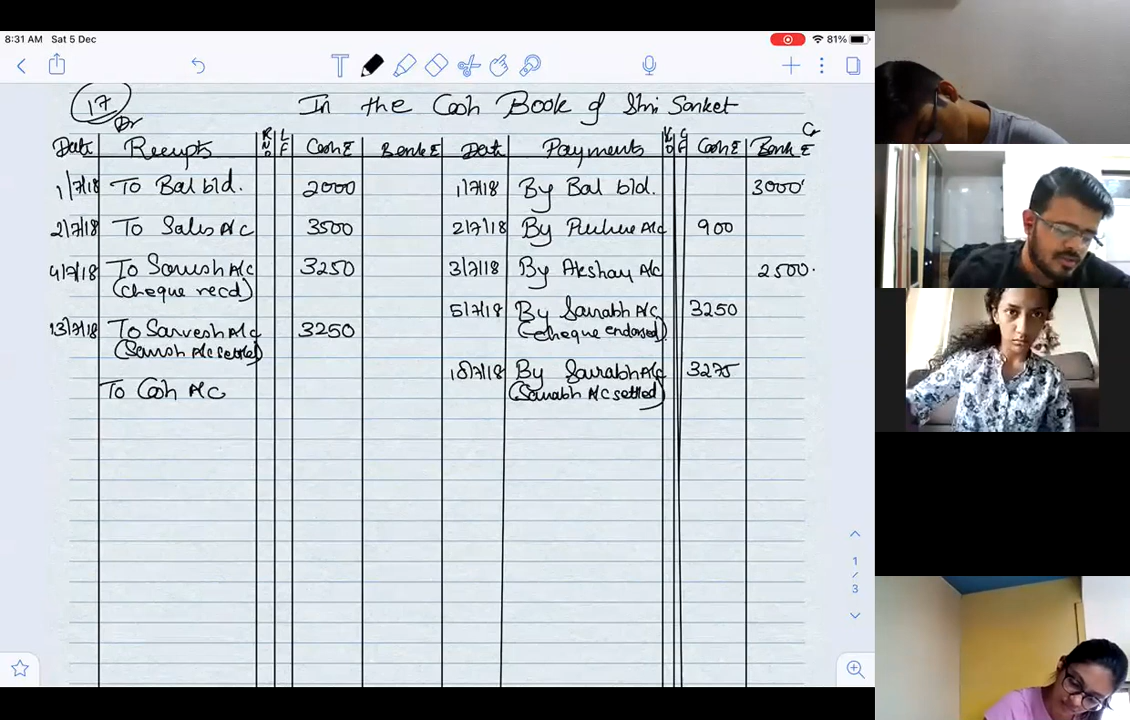 8:31 AM Sat 5 Dec
81%
17
In the Cash Book of Shri Sanket
Dr
Cr
Date Receipts RNo LF Cash₹ Bank₹ Date Payments VNo LF Cash₹ Bank₹
1/7/18 To Bal b/d. 2000 1/7/18 By Bal b/d. 3000
2/7/18 To Sales A/c 3500 2/7/18 By A/c 900
4/7/18 To A/c 3250 3/7/18 By Akshay A/c 2500.
(cheque recd) 5/7/18 By Saurabh A/c 3250
13/7/18 To Sarvesh A/c 3250 (cheque endorsed)
(A/c settled) 18/7/18 By Saurabh A/c 3275
To Cash A/c (Saurabh A/c settled)
1
/
3